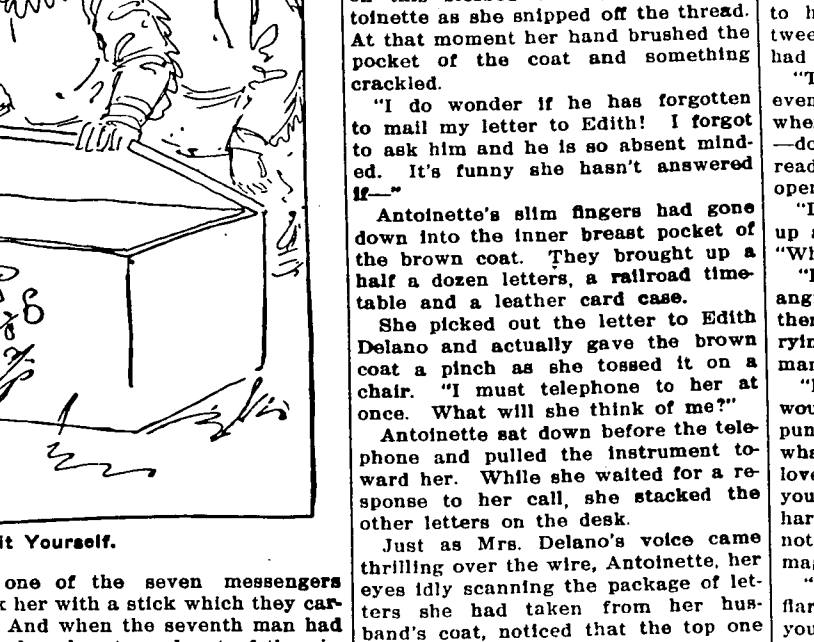 it Yourself.
one of the seven messengers
her with a stick which they car-
And when the seventh man had
toinette as she snipped off the thread.
At that moment her hand brushed the
pocket of the coat and something
crackled.
"I do wonder if he has forgotten
to mail my letter to Edith! I forgot
to ask him and he is so absent mind-
ed. It's funny she hasn't answered
if—"
Antoinette's slim fingers had gone
down into the inner breast pocket of
the brown coat. They brought up a
half a dozen letters, a railroad time-
table and a leather card case.
She picked out the letter to Edith
Delano and actually gave the brown
coat a pinch as she tossed it on a
chair. "I must telephone to her at
once. What will she think of me?"
Antoinette sat down before the tele-
phone and pulled the instrument to-
ward her. While she waited for a re-
sponse to her call, she stacked the
other letters on the desk.
Just as Mrs. Delano's voice came
thrilling over the wire, Antoinette, her
eyes idly scanning the package of let-
ters she had taken from her hus-
band's coat, noticed that the top one
to h
twee
had
"T
even
whe
—do
read
oper
"I
up a
"Wh
"I
ang
ther
ryin
mar
"I
wou
pun
wha
love
you
har
not
mag
"
flar
you